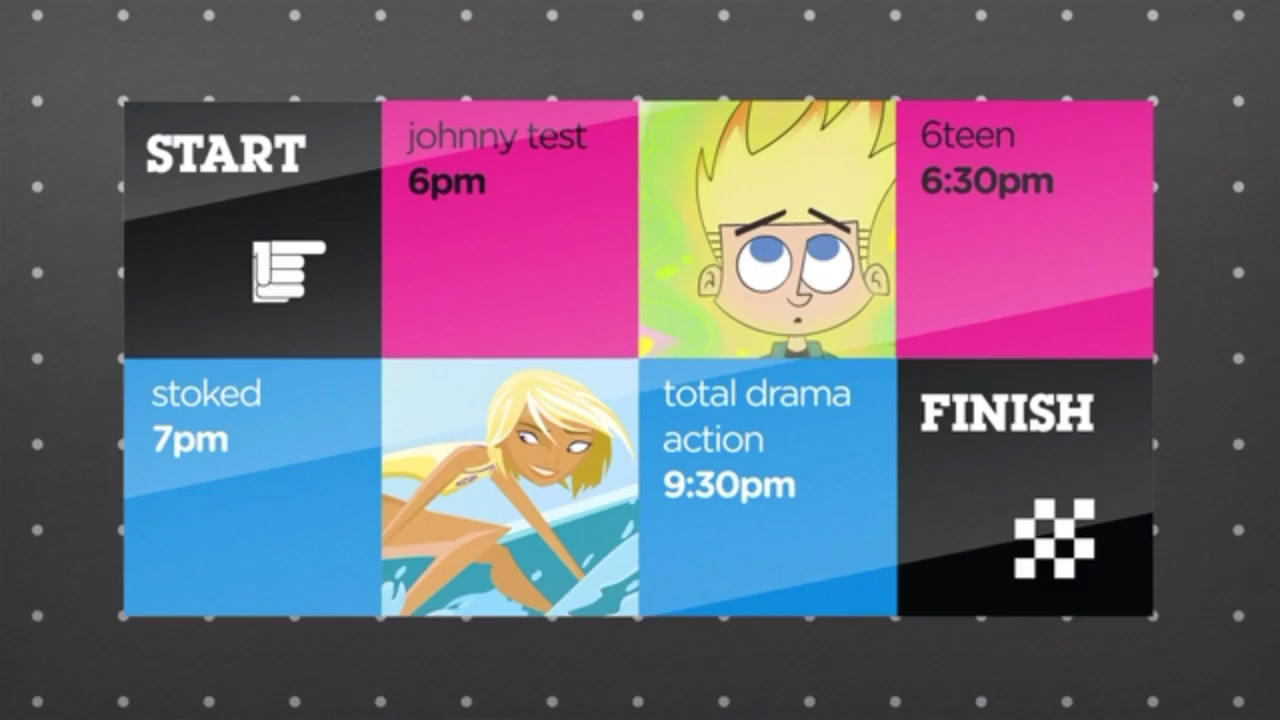 START
johnny test
6pm
6teen
6:30pm
stoked
7pm
total drama
action
9:30pm
FINISH